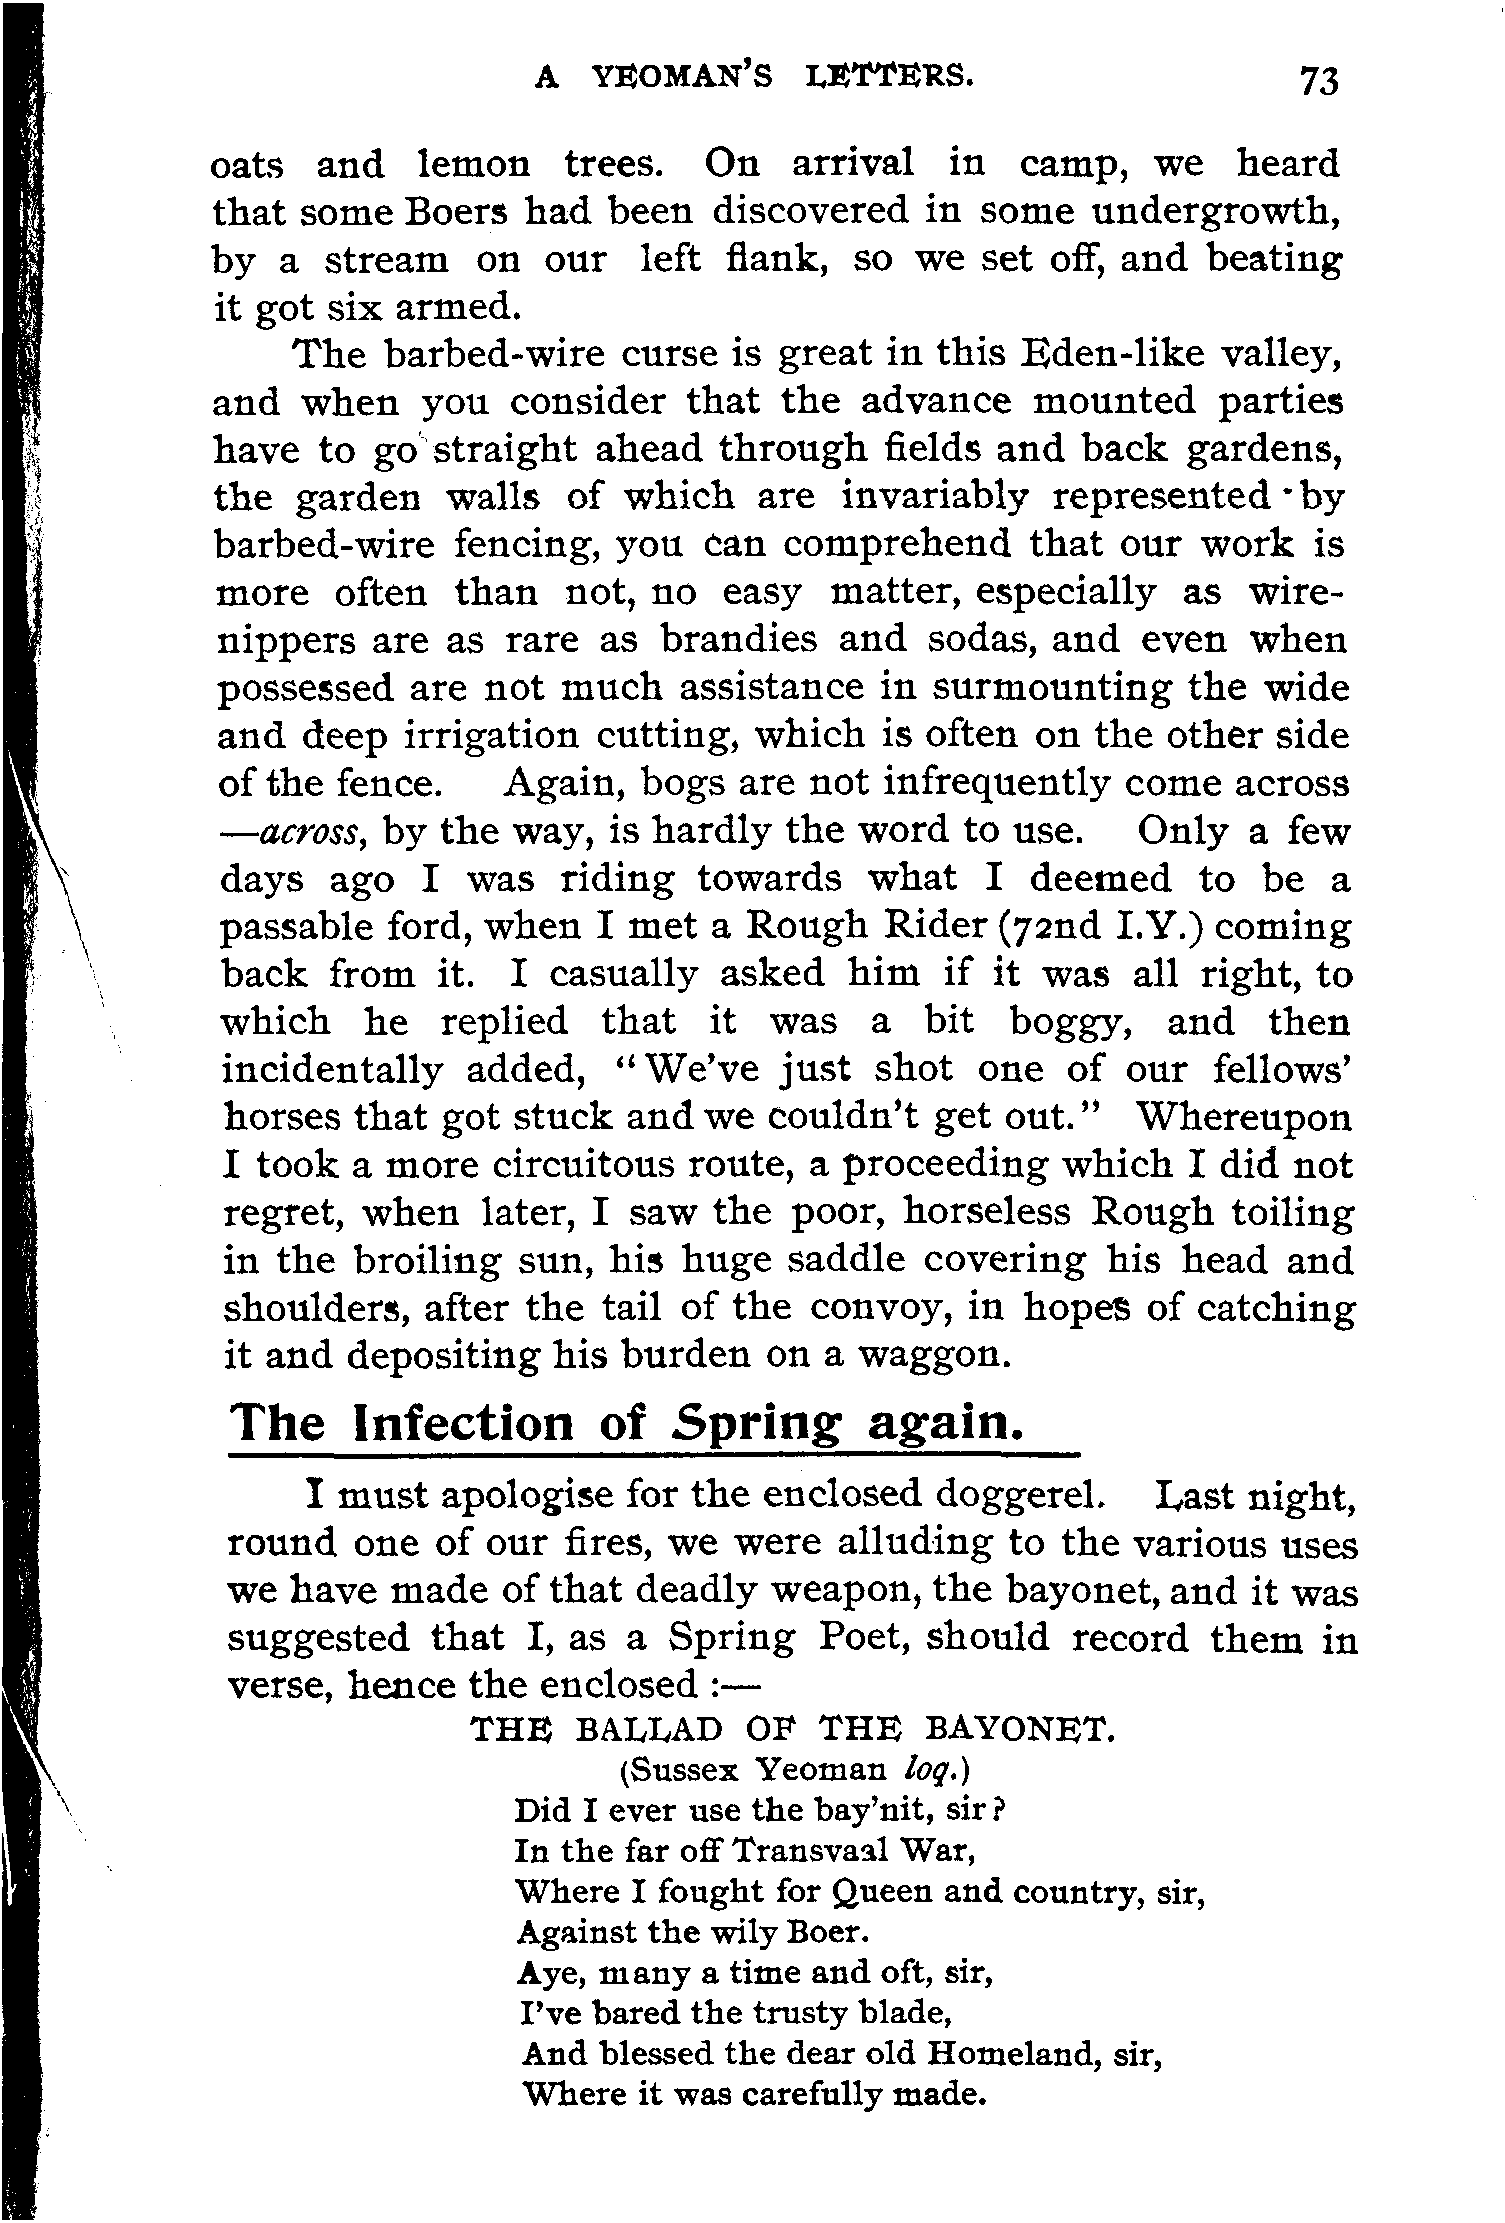 A YEOMAN'S LETTERS. 73
oats and lemon trees. On arrival in camp, we heard
that some Boers had been discovered in some undergrowth,
by a stream on our left flank, so we set off, and beating
it got six armed.
The barbed-wire curse is great in this Eden-like valley,
and when you consider that the advance mounted parties
have to go straight ahead through fields and back gardens,
the garden walls of which are invariably represented by
barbed-wire fencing, you can comprehend that our work is
more often than not, no easy matter, especially as wire-
nippers are as rare as brandies and sodas, and even when
possessed are not much assistance in surmounting the wide
and deep irrigation cutting, which is often on the other side
of the fence. Again, bogs are not infrequently come across
—across, by the way, is hardly the word to use. Only a few
days ago I was riding towards what I deemed to be a
passable ford, when I met a Rough Rider (72nd I.Y.) coming
back from it. I casually asked him if it was all right, to
which he replied that it was a bit boggy, and then
incidentally added, "We've just shot one of our fellows'
horses that got stuck and we couldn't get out." Whereupon
I took a more circuitous route, a proceeding which I did not
regret, when later, I saw the poor, horseless Rough toiling
in the broiling sun, his huge saddle covering his head and
shoulders, after the tail of the convoy, in hopes of catching
it and depositing his burden on a waggon.
The Infection of Spring again.
I must apologise for the enclosed doggerel. Last night,
round one of our fires, we were alluding to the various uses
we have made of that deadly weapon, the bayonet, and it was
suggested that I, as a Spring Poet, should record them in
verse, hence the enclosed :—
THE BALLAD OF THE BAYONET.
(Sussex Yeoman loq.)
Did I ever use the bay'nit, sir?
In the far off Transvaal War,
Where I fought for Queen and country, sir,
Against the wily Boer.
Aye, many a time and oft, sir,
I've bared the trusty blade,
And blessed the dear old Homeland, sir,
Where it was carefully made.